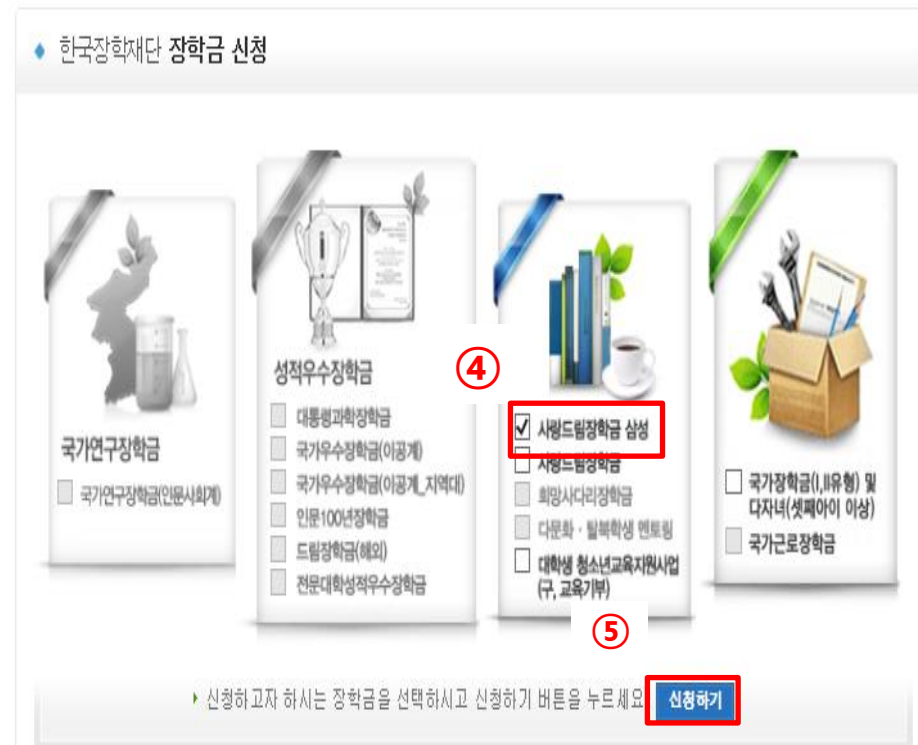 한국장학재단 장학금 신청
국가연구장학금
국가연구장학금(인문사회계)
성적우수장학금
대통령과학장학금
국가우수장학금(이공계)
국가우수장학금(이공계_지역대)
인문100년장학금
드림장학금(해외)
전문대학성적우수장학금
④
사랑드림장학금 삼성
사랑드림장학금
희망사다리장학금
다문화·탈북학생 멘토링
대학생 청소년교육지원사업
(구, 교육기부)
국가장학금(I,II유형) 및
다자녀(셋째아이 이상)
국가근로장학금
⑤
신청하고자 하시는 장학금을 선택하시고 신청하기 버튼을 누르세요
신청하기